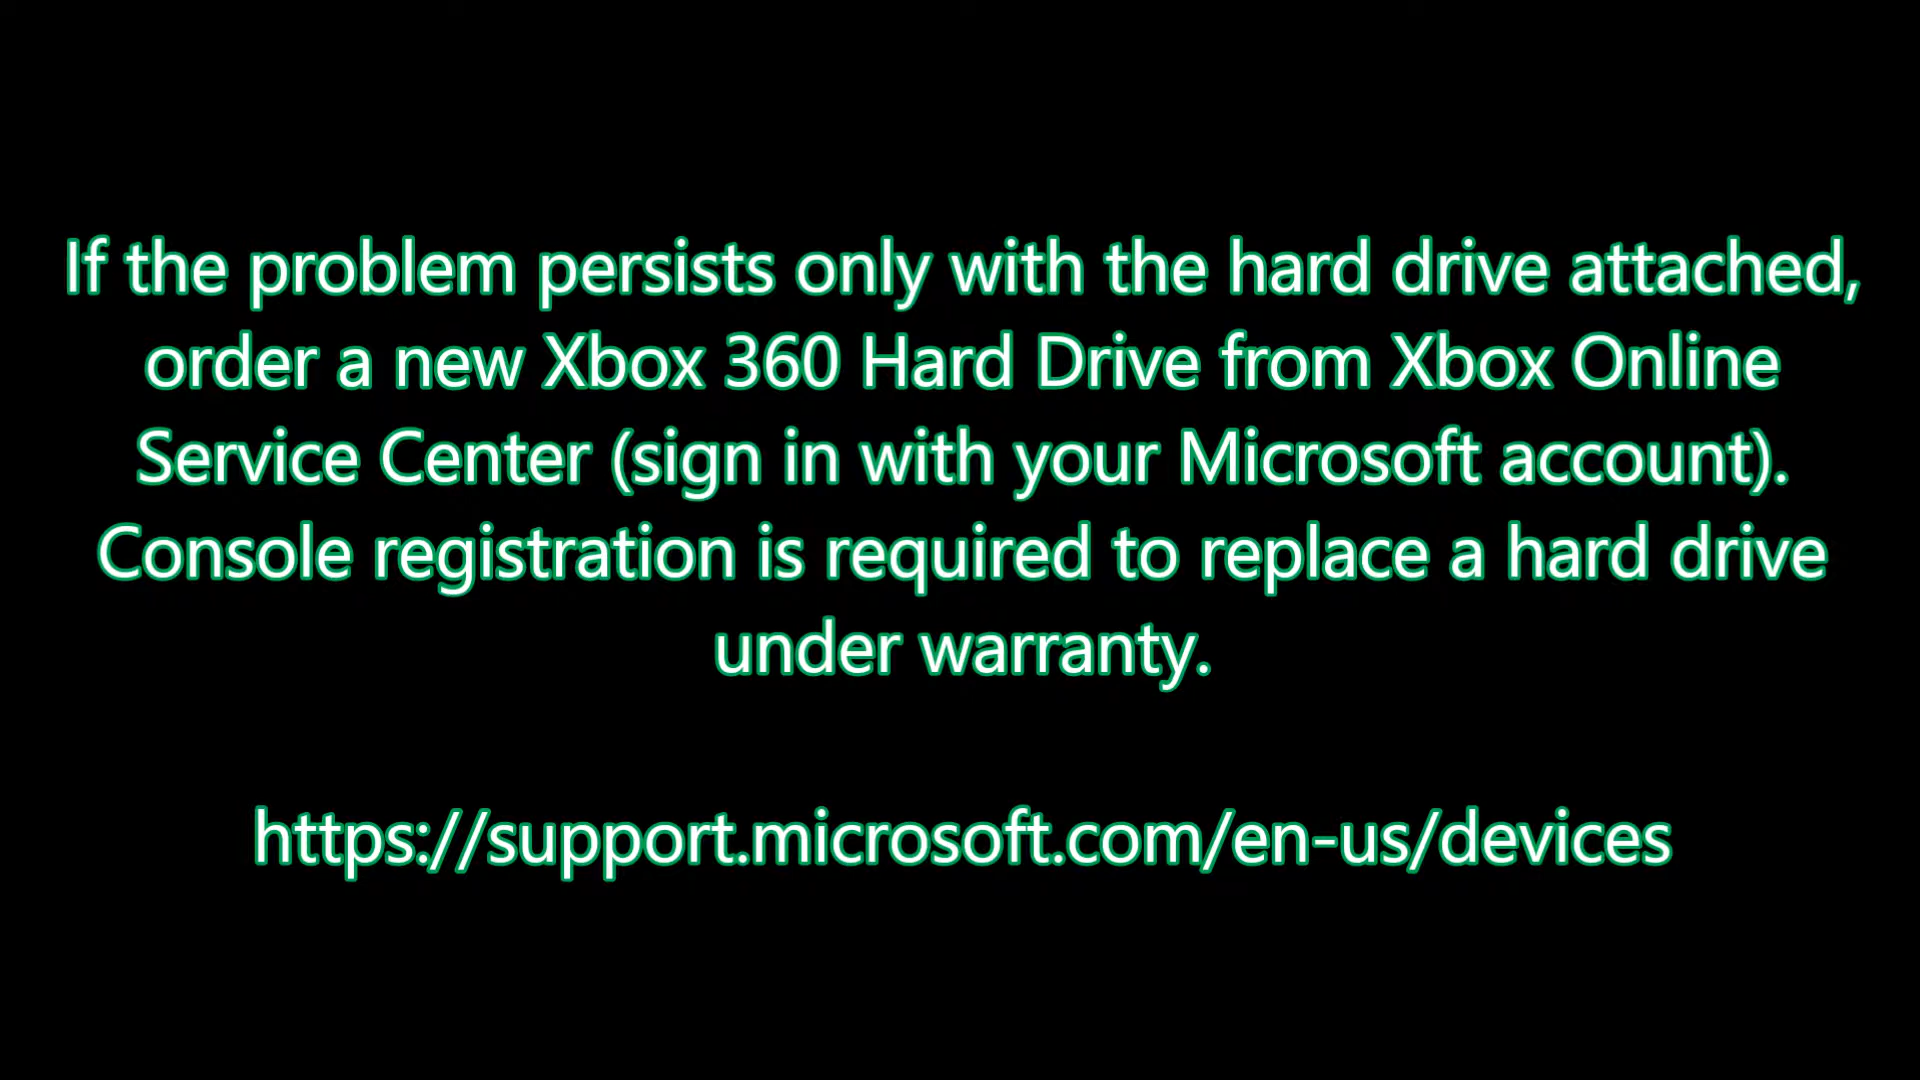 If the problem persists only with the hard drive attached,
order a new Xbox 360 Hard Drive from Xbox Online
Service Center (sign in with your Microsoft account).
Console registration is required to replace a hard drive
under warranty.
https://support.microsoft.com/en-us/devices